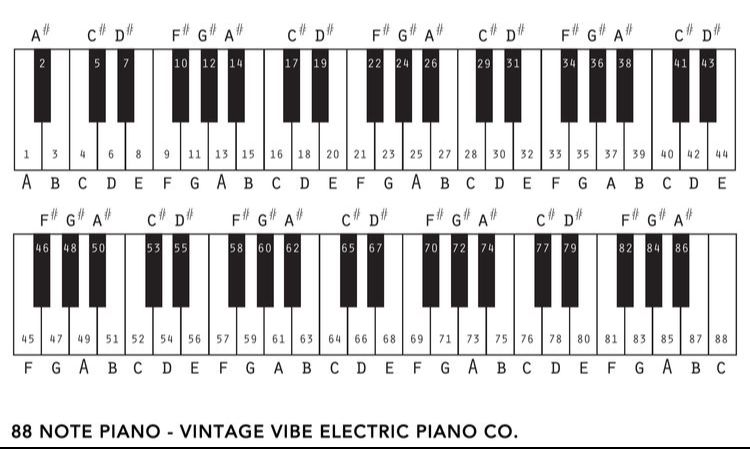 A# C# D# F# G# A# C# D# F# G# A# C# D# F# G# A# C# D#
2 5 7 10 12 14 17 19 22 24 26 29 31 34 36 38 41 43
1 3 4 6 8 9 11 13 15 16 18 20 21 23 25 27 28 30 32 33 35 37 39 40 42 44
A B C D E F G A B C D E F G A B C D E F G A B C D E
F# G# A# C# D# F# G# A# C# D# F# G# A# C# D# F# G# A#
46 48 50 53 55 58 60 62 65 67 70 72 74 77 79 82 84 86
45 47 49 51 52 54 56 57 59 61 63 64 66 68 69 71 73 75 76 78 80 81 83 85 87 88
F G A B C D E F G A B C D E F G A B C D E F G A B C
88 NOTE PIANO - VINTAGE VIBE ELECTRIC PIANO CO.